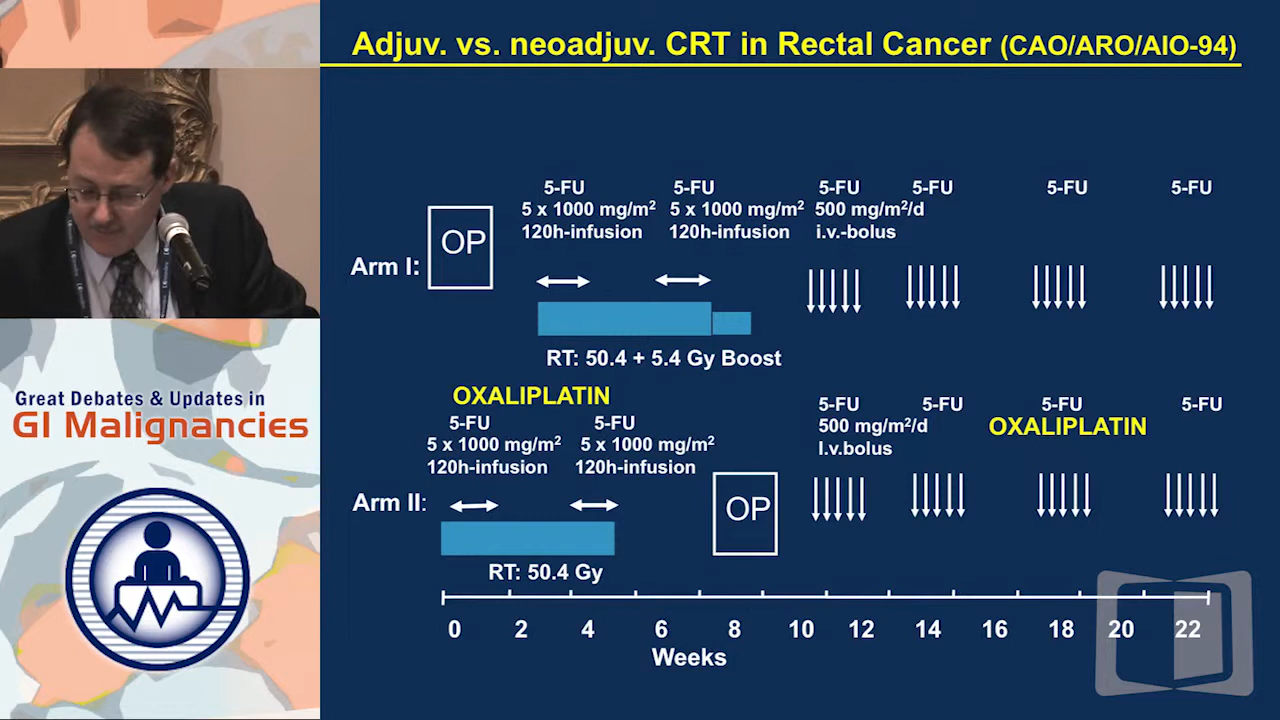 Adjuv. vs. neoadjuv. CRT in Rectal Cancer (CAO/ARO/AIO-94)
5-FU 5-FU 5-FU 5-FU 5-FU 5-FU
5 x 1000 mg/m² 5 x 1000 mg/m² 500 mg/m²/d
120h-infusion 120h-infusion i.v.-bolus
OP
Arm I:
RT: 50.4 + 5.4 Gy Boost
OXALIPLATIN
5-FU 5-FU
5 x 1000 mg/m² 5 x 1000 mg/m²
120h-infusion 120h-infusion
5-FU 5-FU 5-FU 5-FU
500 mg/m²/d OXALIPLATIN
I.v.bolus
Arm II:
OP
RT: 50.4 Gy
0 2 4 6 8 10 12 14 16 18 20 22
Weeks
Great Debates & Updates in
GI Malignancies